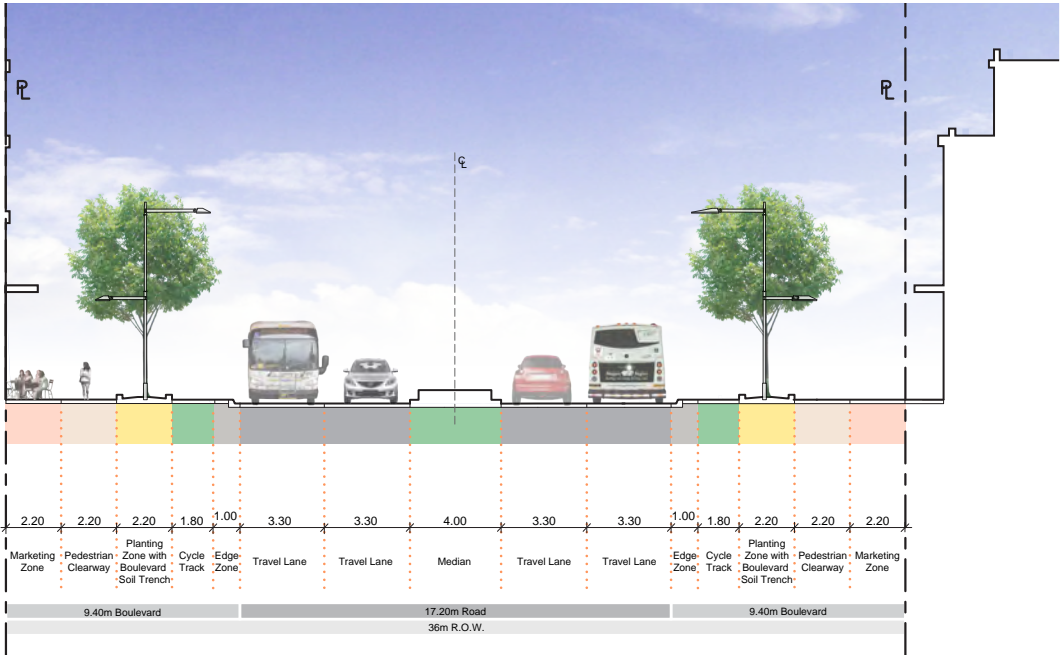 PL
PL
CL
2.20
2.20
2.20
1.80
1.00
3.30
3.30
4.00
3.30
3.30
1.00
1.80
2.20
2.20
2.20
Marketing
Zone
Pedestrian
Clearway
Planting
Zone with
Boulevard
Soil Trench
Cycle
Track
Edge
Zone
Travel Lane
Travel Lane
Median
Travel Lane
Travel Lane
Edge
Zone
Cycle
Track
Planting
Zone with
Boulevard
Soil Trench
Pedestrian
Clearway
Marketing
Zone
9.40m Boulevard
17.20m Road
9.40m Boulevard
36m R.O.W.